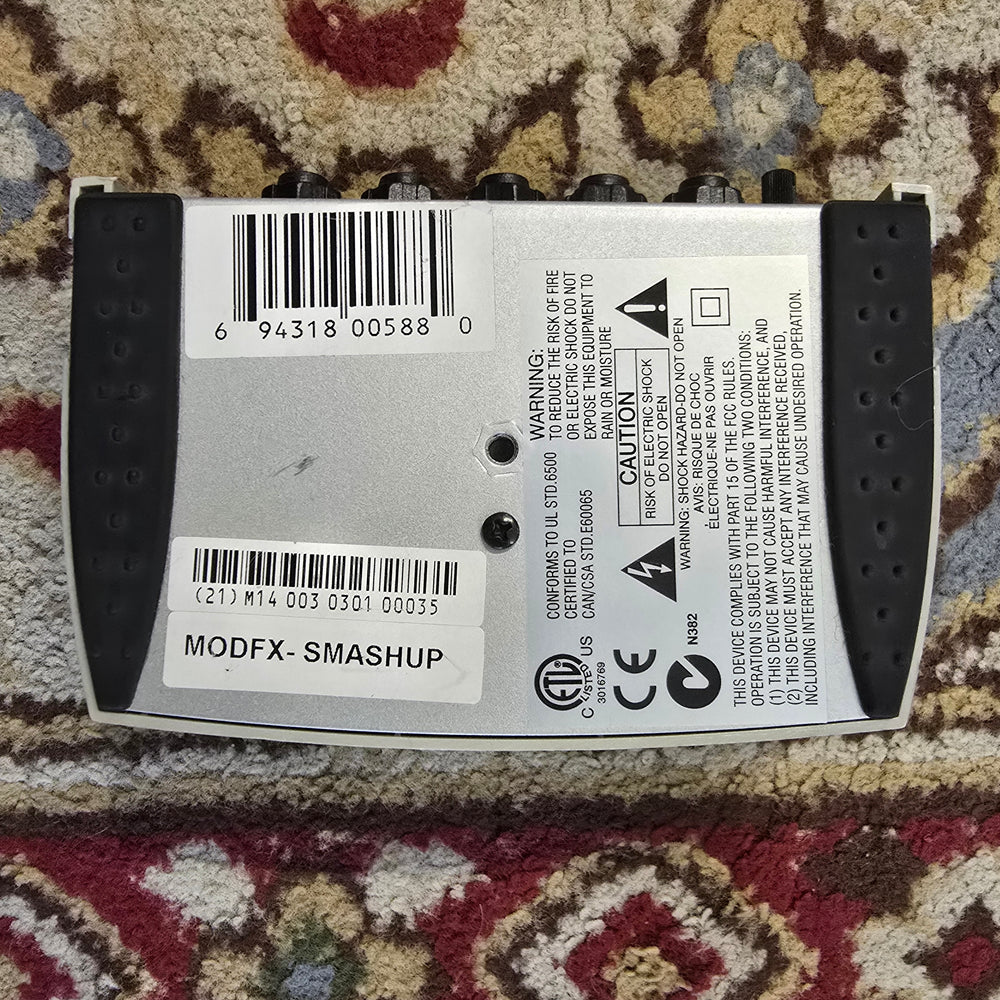 6 94318 00588 0
(21) M14 003 0301 00035
MODFX- SMASHUP
WARNING:
TO REDUCE THE RISK OF FIRE
OR ELECTRIC SHOCK DO NOT
EXPOSE THIS EQUIPMENT TO
RAIN OR MOISTURE
CAUTION
RISK OF ELECTRIC SHOCK
DO NOT OPEN
WARNING: SHOCK HAZARD-DO NOT OPEN
AVIS: RISQUE DE CHOC
ÉLECTRIQUE-NE PAS OUVRIR
CONFORMS TO UL STD.6500
CERTIFIED TO
CAN/CSA STD.E60065
ETL
C LISTED US
3016769
CE
N382
THIS DEVICE COMPLIES WITH PART 15 OF THE FCC RULES.
OPERATION IS SUBJECT TO THE FOLLOWING TWO CONDITIONS:
(1) THIS DEVICE MAY NOT CAUSE HARMFUL INTERFERENCE, AND
(2) THIS DEVICE MUST ACCEPT ANY INTERFERENCE RECEIVED,
INCLUDING INTERFERENCE THAT MAY CAUSE UNDESIRED OPERATION.